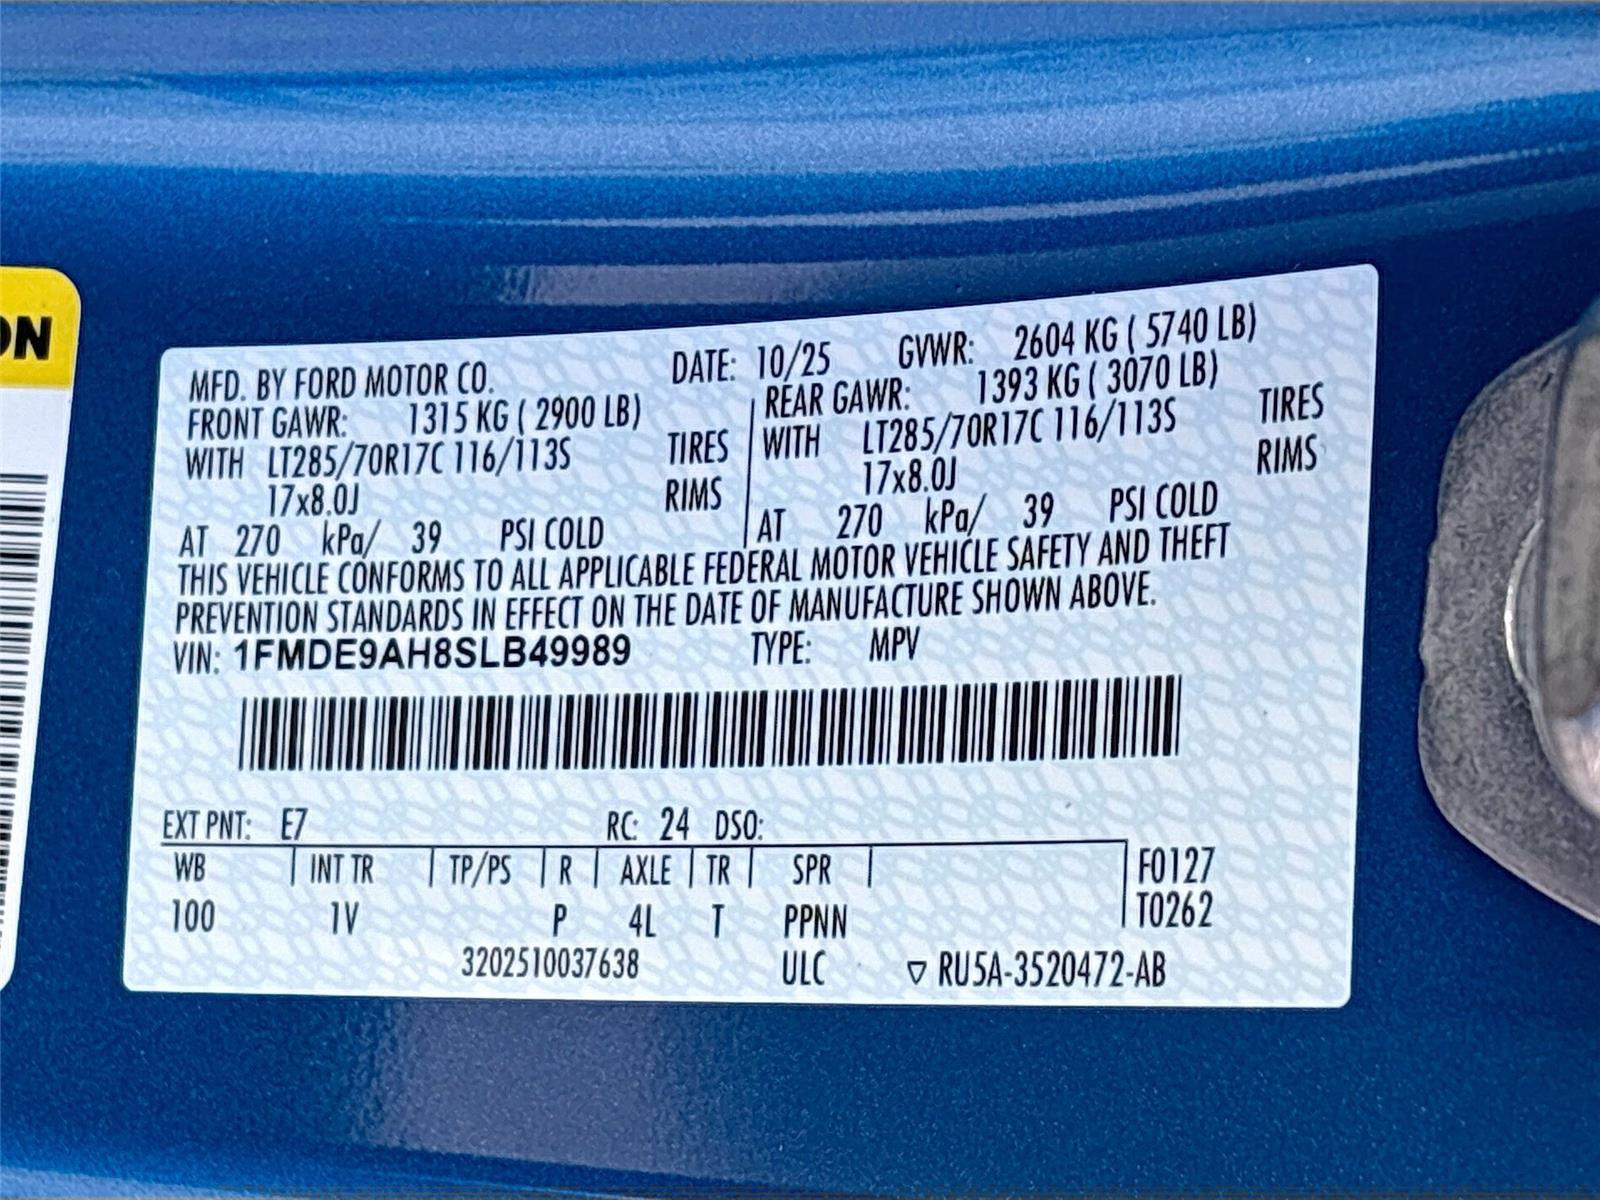 ON
MFD. BY FORD MOTOR CO. DATE: 10/25 GVWR: 2604 KG ( 5740 LB)
FRONT GAWR: 1315 KG ( 2900 LB) REAR GAWR: 1393 KG ( 3070 LB)
WITH LT285/70R17C 116/113S TIRES WITH LT285/70R17C 116/113S TIRES
17x8.0J RIMS 17x8.0J RIMS
AT 270 kPa/ 39 PSI COLD AT 270 kPa/ 39 PSI COLD
THIS VEHICLE CONFORMS TO ALL APPLICABLE FEDERAL MOTOR VEHICLE SAFETY AND THEFT
PREVENTION STANDARDS IN EFFECT ON THE DATE OF MANUFACTURE SHOWN ABOVE.
VIN: 1FMDE9AH8SLB49989 TYPE: MPV
EXT PNT: E7 RC: 24 DSO:
WB INT TR TP/PS R AXLE TR SPR F0127
100 1V P 4L T PPNN T0262
3202510037638 ULC ▽ RU5A-3520472-AB